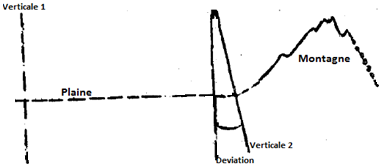 Verticale 1
Plaine
Montagne
Verticale 2
Deviation